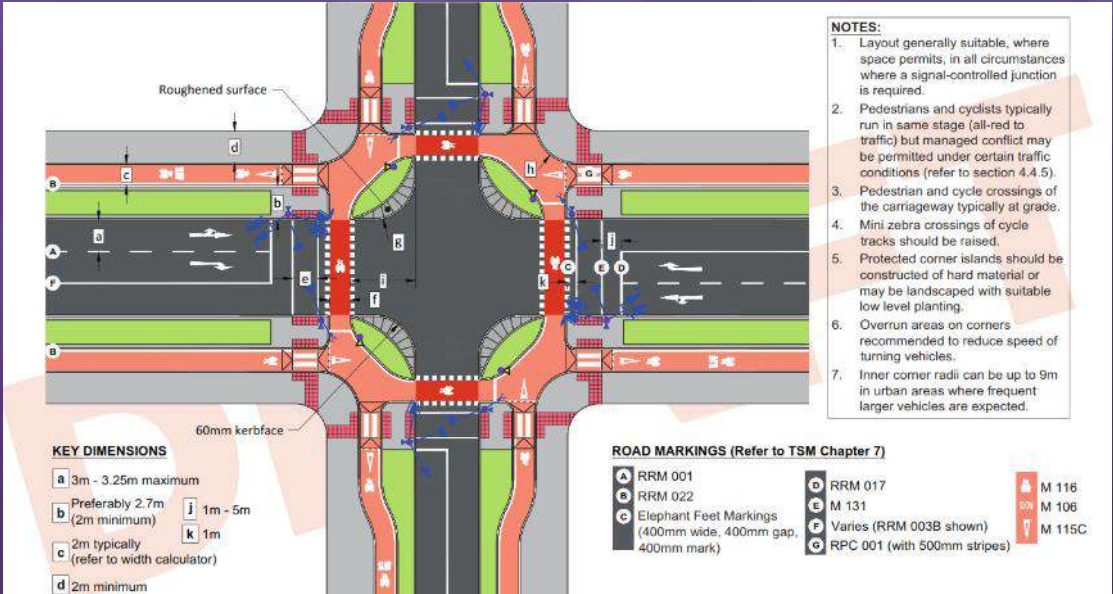 Roughened surface
NOTES:
1. Layout generally suitable, where
space permits, in all circumstances
where a signal-controlled junction
is required.
2. Pedestrians and cyclists typically
run in same stage (all-red to
traffic) but managed conflict may
be permitted under certain traffic
conditions (refer to section 4.4.5).
3. Pedestrian and cycle crossings of
the carriageway typically at grade.
4. Mini zebra crossings of cycle
tracks should be raised.
5. Protected corner islands should be
constructed of hard material or
may be landscaped with suitable
low level planting.
6. Overrun areas on corners
recommended to reduce speed of
turning vehicles.
7. Inner corner radii can be up to 9m
in urban areas where frequent
larger vehicles are expected.
d
c
h
G
B
b
a
g
j
A
e
i
C
E
D
k
F
f
B
60mm kerbface
KEY DIMENSIONS
a 3m - 3.25m maximum
b Preferably 2.7m
(2m minimum)
c 2m typically
(refer to width calculator)
d 2m minimum
j 1m - 5m
k 1m
ROAD MARKINGS (Refer to TSM Chapter 7)
A RRM 001
B RRM 022
C Elephant Feet Markings
(400mm wide, 400mm gap,
400mm mark)
D RRM 017
E M 131
F Varies (RRM 003B shown)
G RPC 001 (with 500mm stripes)
M 116
M 106
M 115C